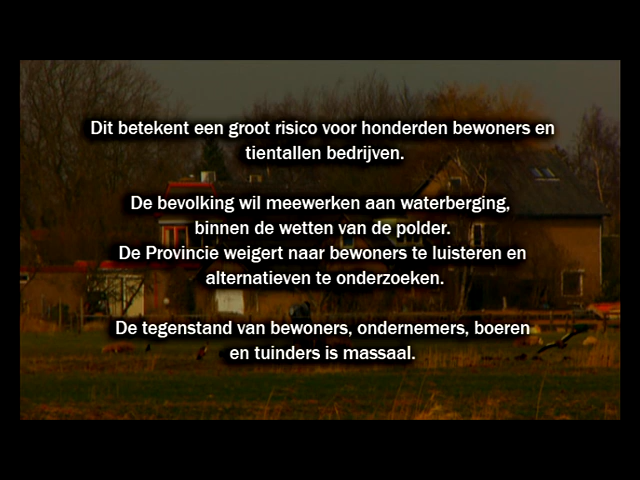 Dit betekent een groot risico voor honderden bewoners en
tientallen bedrijven.
De bevolking wil meewerken aan waterberging,
binnen de wetten van de polder.
De Provincie weigert naar bewoners te luisteren en
alternatieven te onderzoeken.
De tegenstand van bewoners, ondernemers, boeren
en tuinders is massaal.